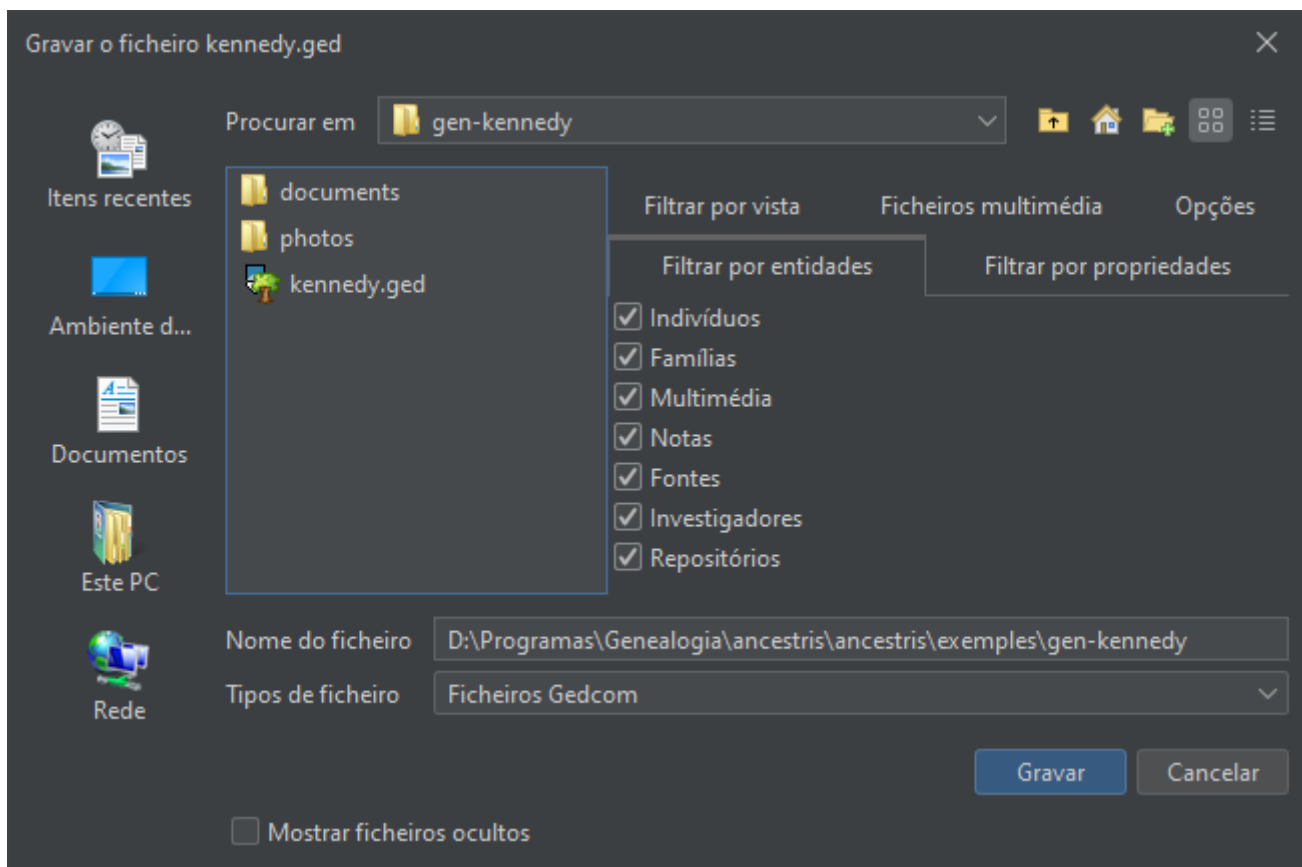 Gravar o ficheiro kennedy.ged
Procurar em gen-kennedy
Itens recentes
Ambiente d...
Documentos
Este PC
Rede
documents
photos
kennedy.ged
Filtrar por vista Ficheiros multimédia Opções
Filtrar por entidades Filtrar por propriedades
Indivíduos
Famílias
Multimédia
Notas
Fontes
Investigadores
Repositórios
Nome do ficheiro D:\Programas\Genealogia\ancestris\ancestris\exemples\gen-kennedy
Tipos de ficheiro Ficheiros Gedcom
Gravar Cancelar
Mostrar ficheiros ocultos